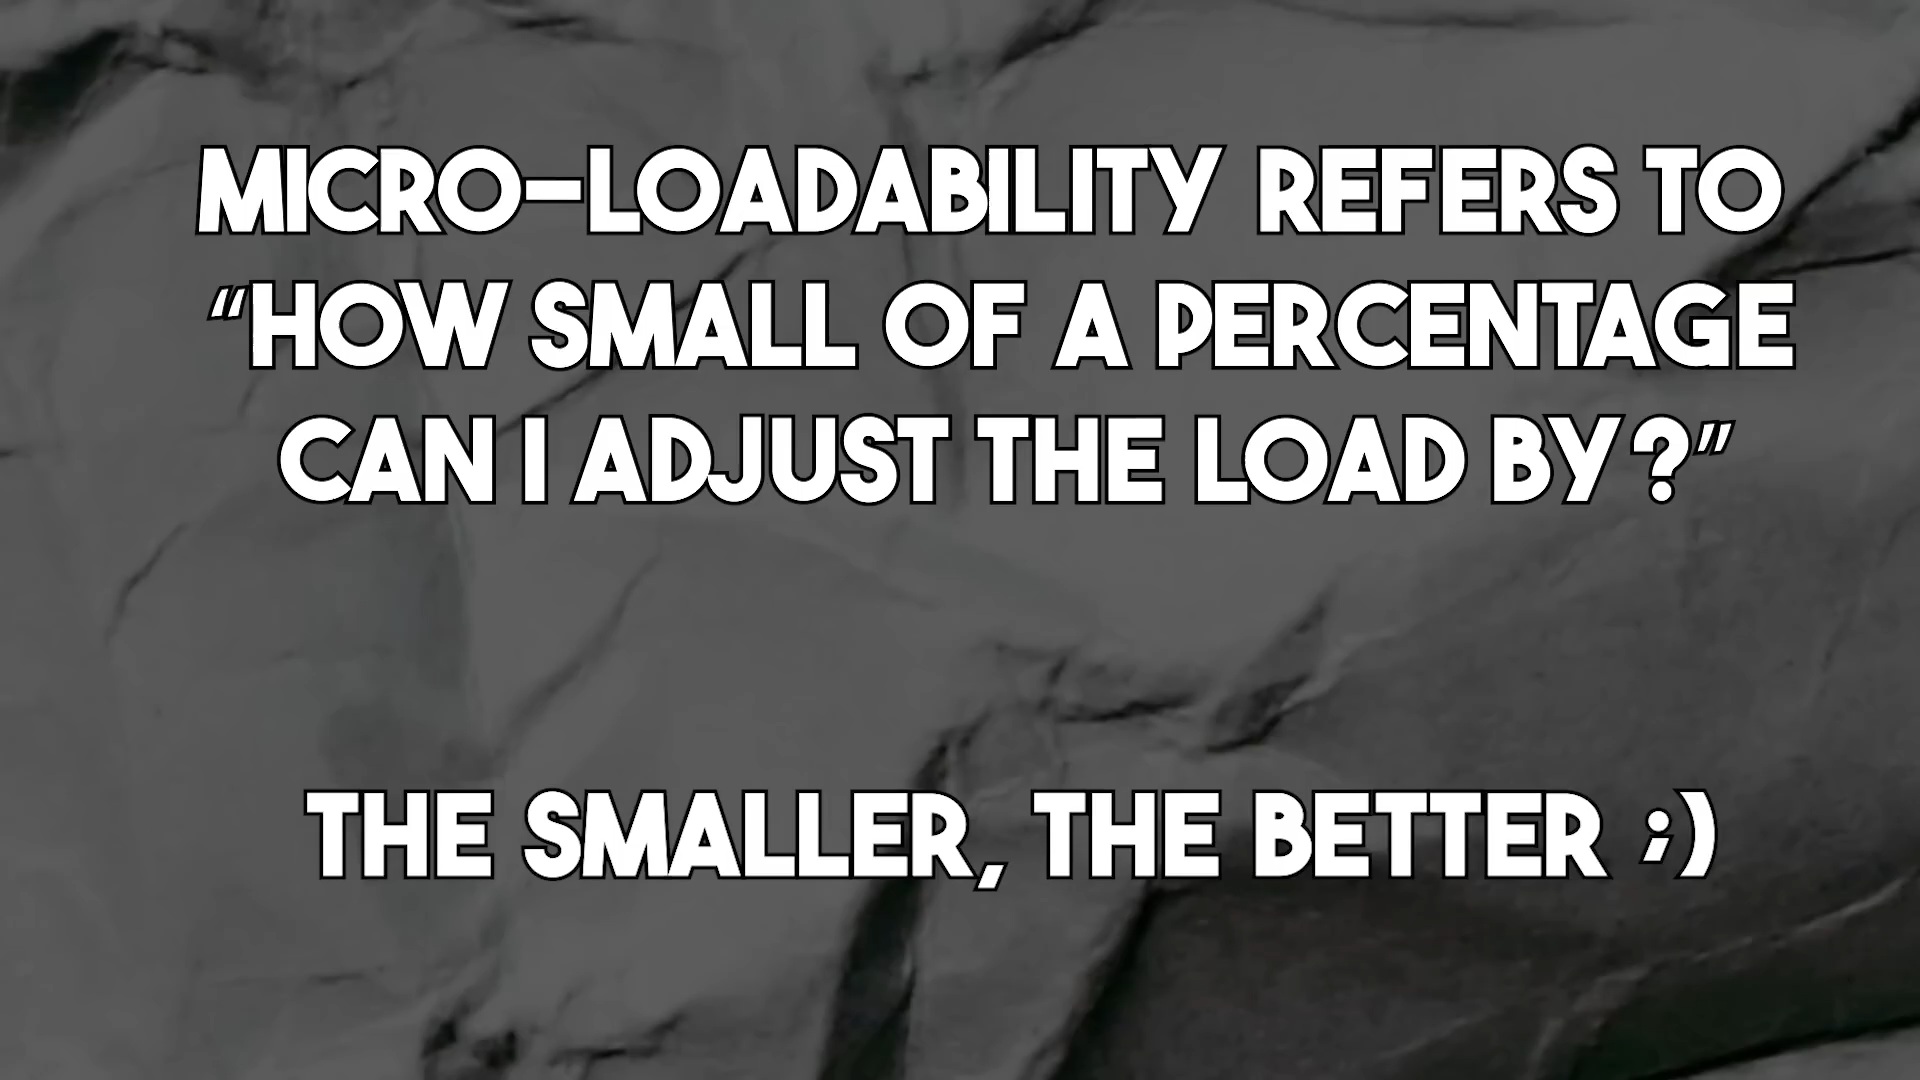 MICRO-LOADABILITY REFERS TO
“HOW SMALL OF A PERCENTAGE
CAN I ADJUST THE LOAD BY?”
THE SMALLER, THE BETTER ;)